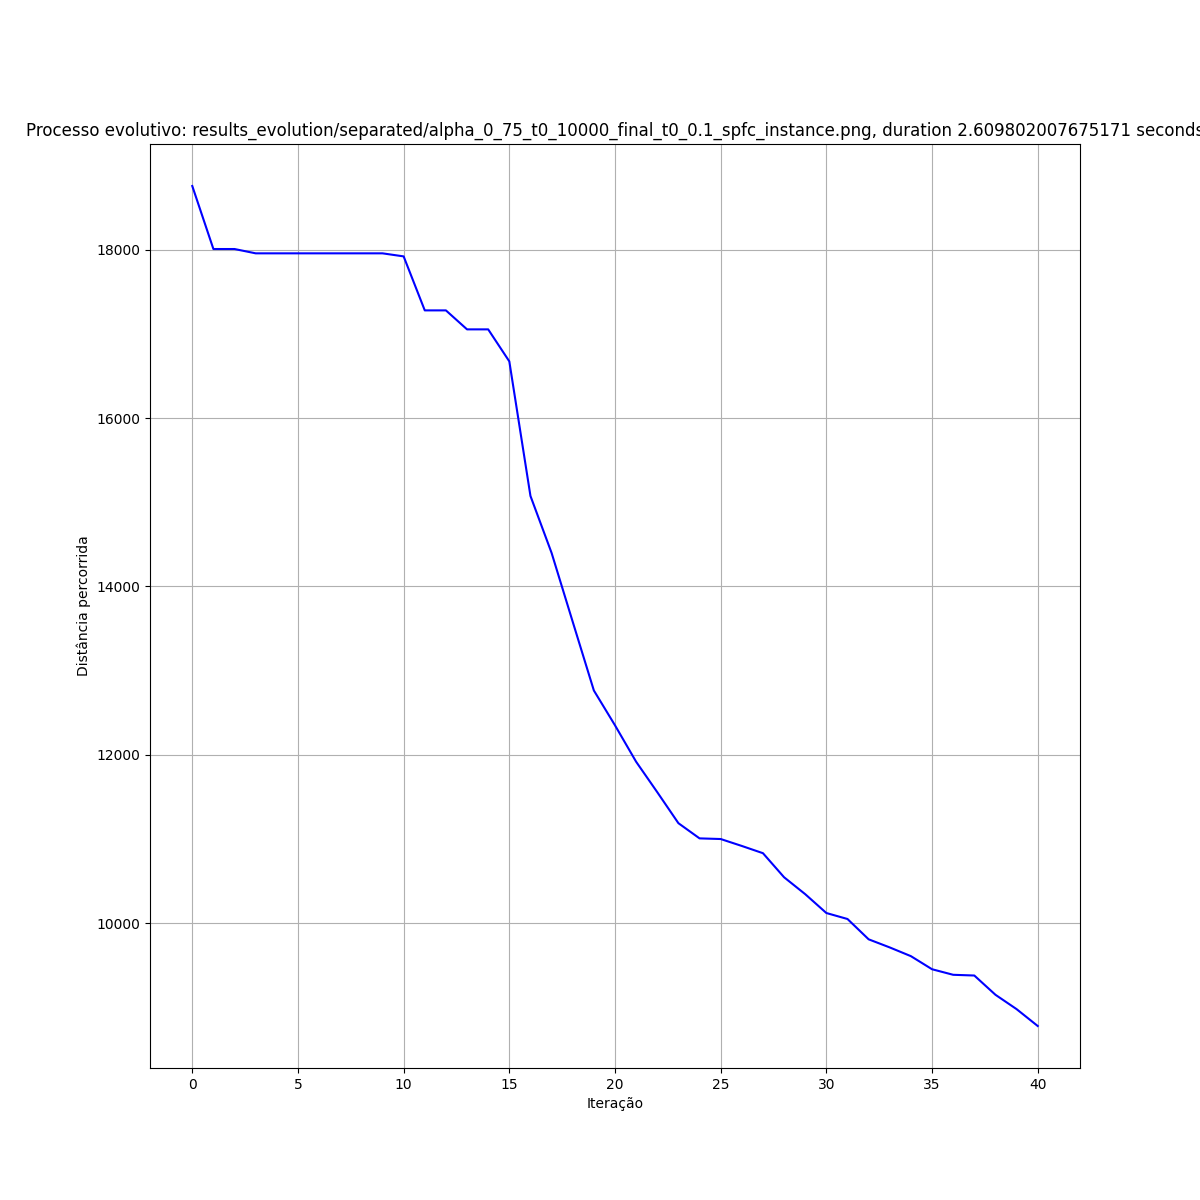 Processo evolutivo: results_evolution/separated/alpha_0_75_t0_10000_final_t0_0.1_spfc_instance.png, duration 2.609802007675171 seconds
18000
16000
14000
12000
10000
Distância percorrida
0 5 10 15 20 25 30 35 40
Iteração